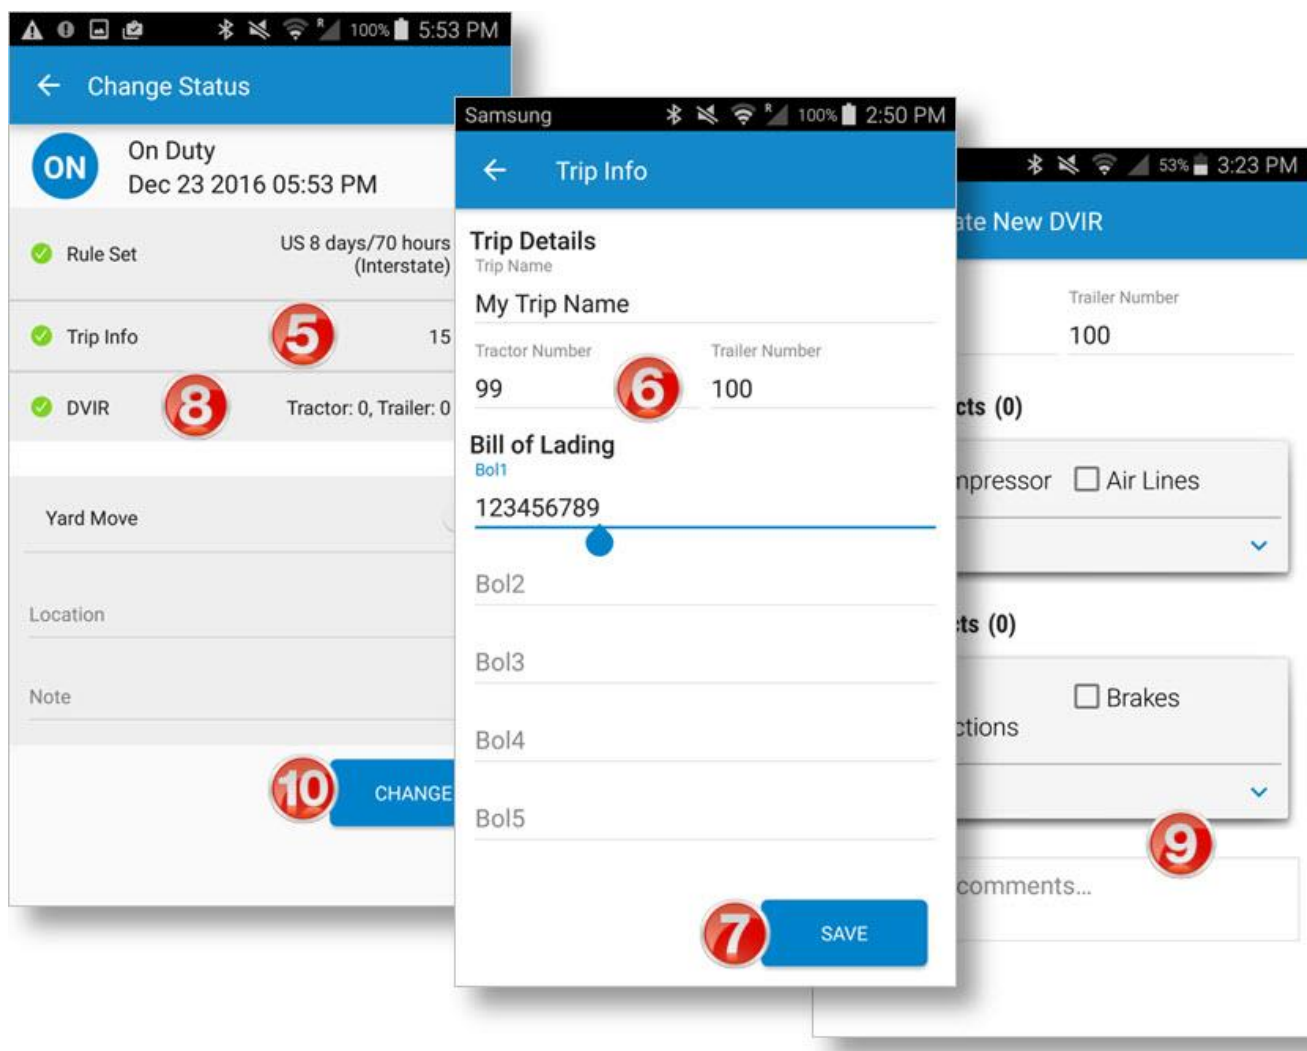 100% 5:53 PM
Change Status
ON
On Duty
Dec 23 2016 05:53 PM
Rule Set
US 8 days/70 hours
(Interstate)
Trip Info
5
15
8
DVIR
Tractor: 0, Trailer: 0
Yard Move
Location
Note
10
CHANGE
Samsung
R
100% 2:50 PM
Trip Info
Trip Details
Trip Name
My Trip Name
Tractor Number
Trailer Number
99
6
100
Bill of Lading
Bol1
123456789
Bol2
Bol3
Bol4
Bol5
7
SAVE
53% 3:23 PM
ate New DVIR
Trailer Number
100
cts (0)
mpressor
Air Lines
cts (0)
Brakes
ctions
9
comments...